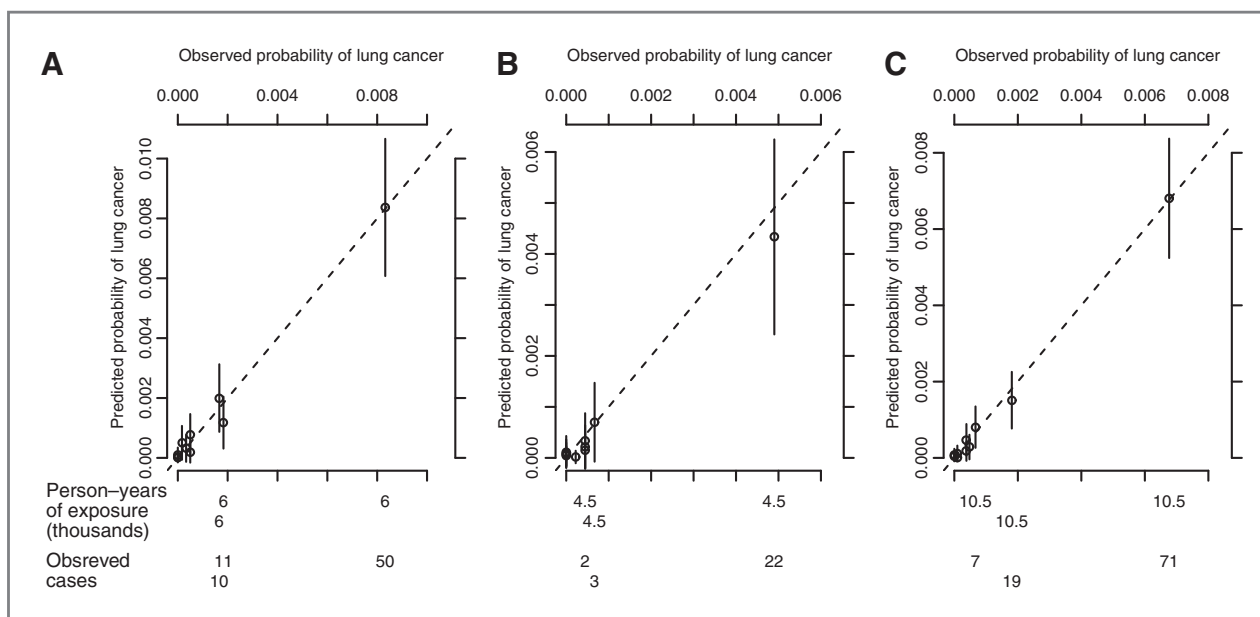 A
Observed probability of lung cancer
0.000 0.004 0.008
Predicted probability of lung cancer
0.000 0.002 0.004 0.006 0.008 0.010
B
Observed probability of lung cancer
0.000 0.002 0.004 0.006
Predicted probability of lung cancer
0.000 0.002 0.004 0.006
C
Observed probability of lung cancer
0.000 0.002 0.004 0.006 0.008
Predicted probability of lung cancer
0.000 0.002 0.004 0.006 0.008
Person–years
of exposure
(thousands)
6 6 4.5 4.5 10.5 10.5
6 4.5 10.5
Obsreved
cases
11 50 2 22 7 71
10 3 19